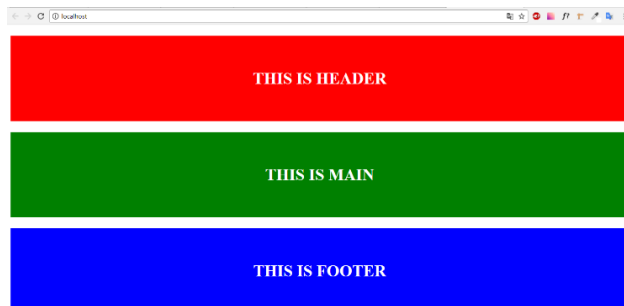 localhost
f?
THIS IS HEADER
THIS IS MAIN
THIS IS FOOTER